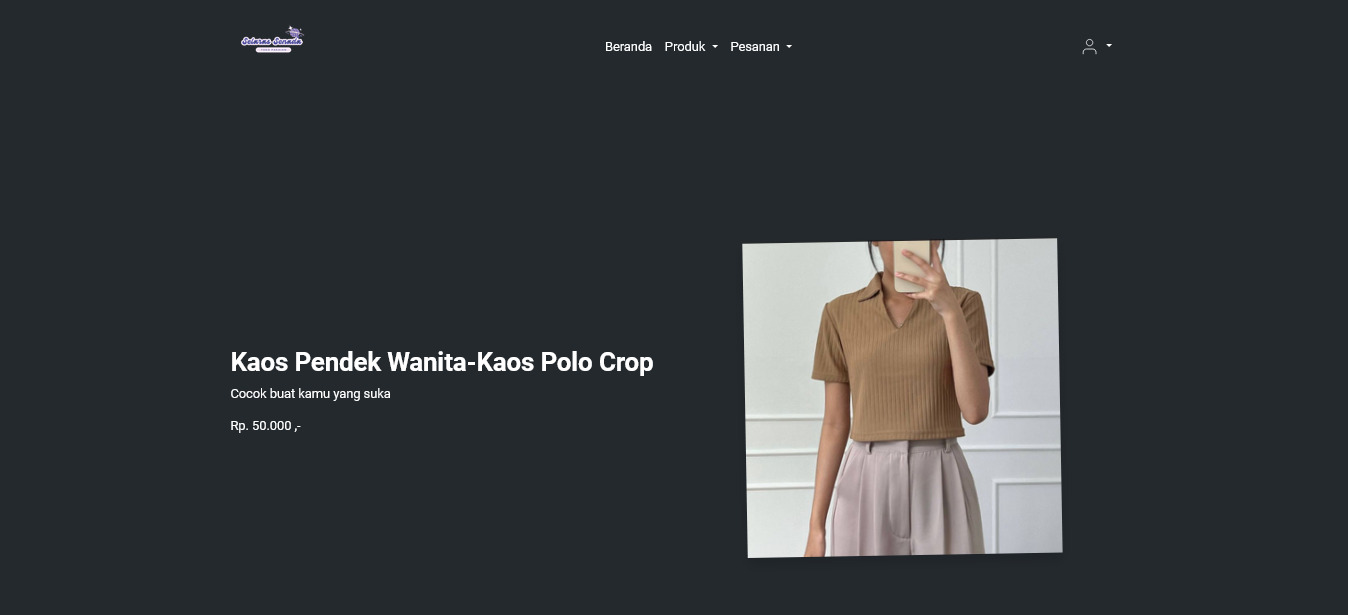 Beranda Produk Pesanan
Kaos Pendek Wanita-Kaos Polo Crop
Cocok buat kamu yang suka
Rp. 50.000 ,-